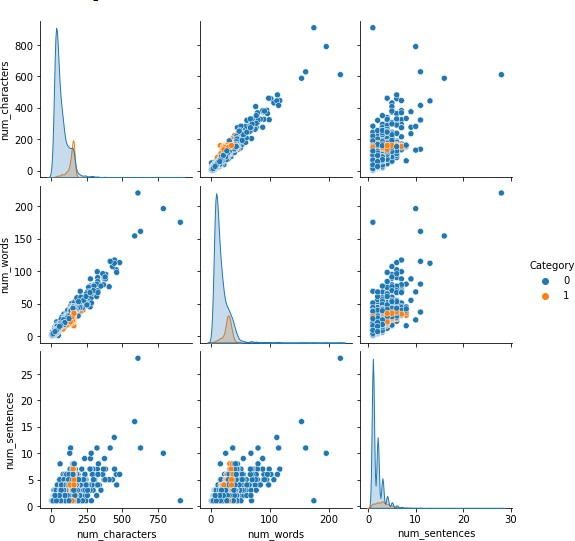 num_characters
800
600
400
200
0
num_words
200
150
100
50
0
Category
0
1
num_sentences
25
20
15
10
5
0
0 250 500 750
0 100 200
0 10 20 30
num_characters num_words num_sentences